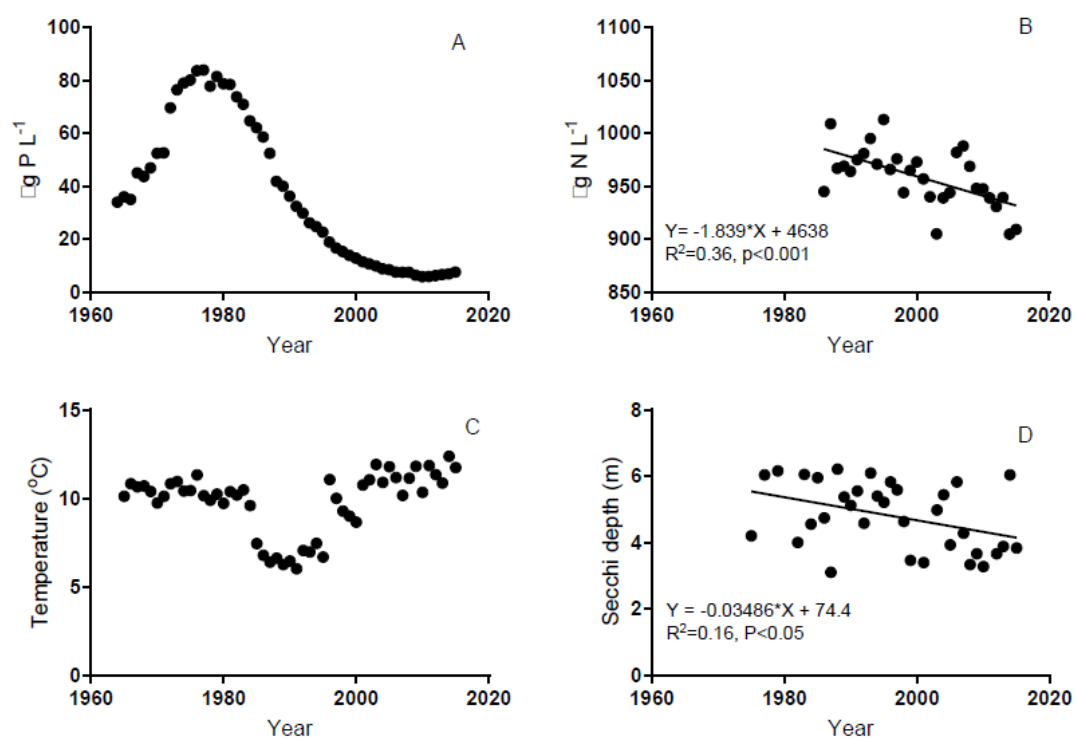 A
100
80
60
40
20
0
□g P L⁻¹
1960
1980
2000
2020
Year
B
1100
1050
1000
950
900
850
□g N L⁻¹
Y= -1.839*X + 4638
R²=0.36, p<0.001
1960
1980
2000
2020
Year
C
15
10
5
0
Temperature (°C)
1960
1980
2000
2020
Year
D
8
6
4
2
0
Secchi depth (m)
Y = -0.03486*X + 74.4
R²=0.16, P<0.05
1960
1980
2000
2020
Year